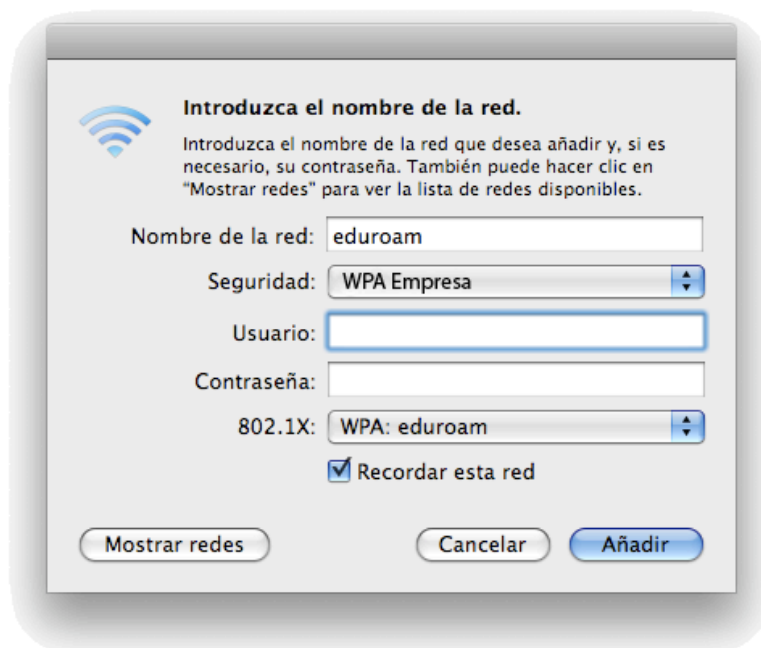 Introduzca el nombre de la red.
Introduzca el nombre de la red que desea añadir y, si es
necesario, su contraseña. También puede hacer clic en
“Mostrar redes” para ver la lista de redes disponibles.
Nombre de la red: eduroam
Seguridad: WPA Empresa
Usuario:
Contraseña:
802.1X: WPA: eduroam
Recordar esta red
Mostrar redes Cancelar Añadir